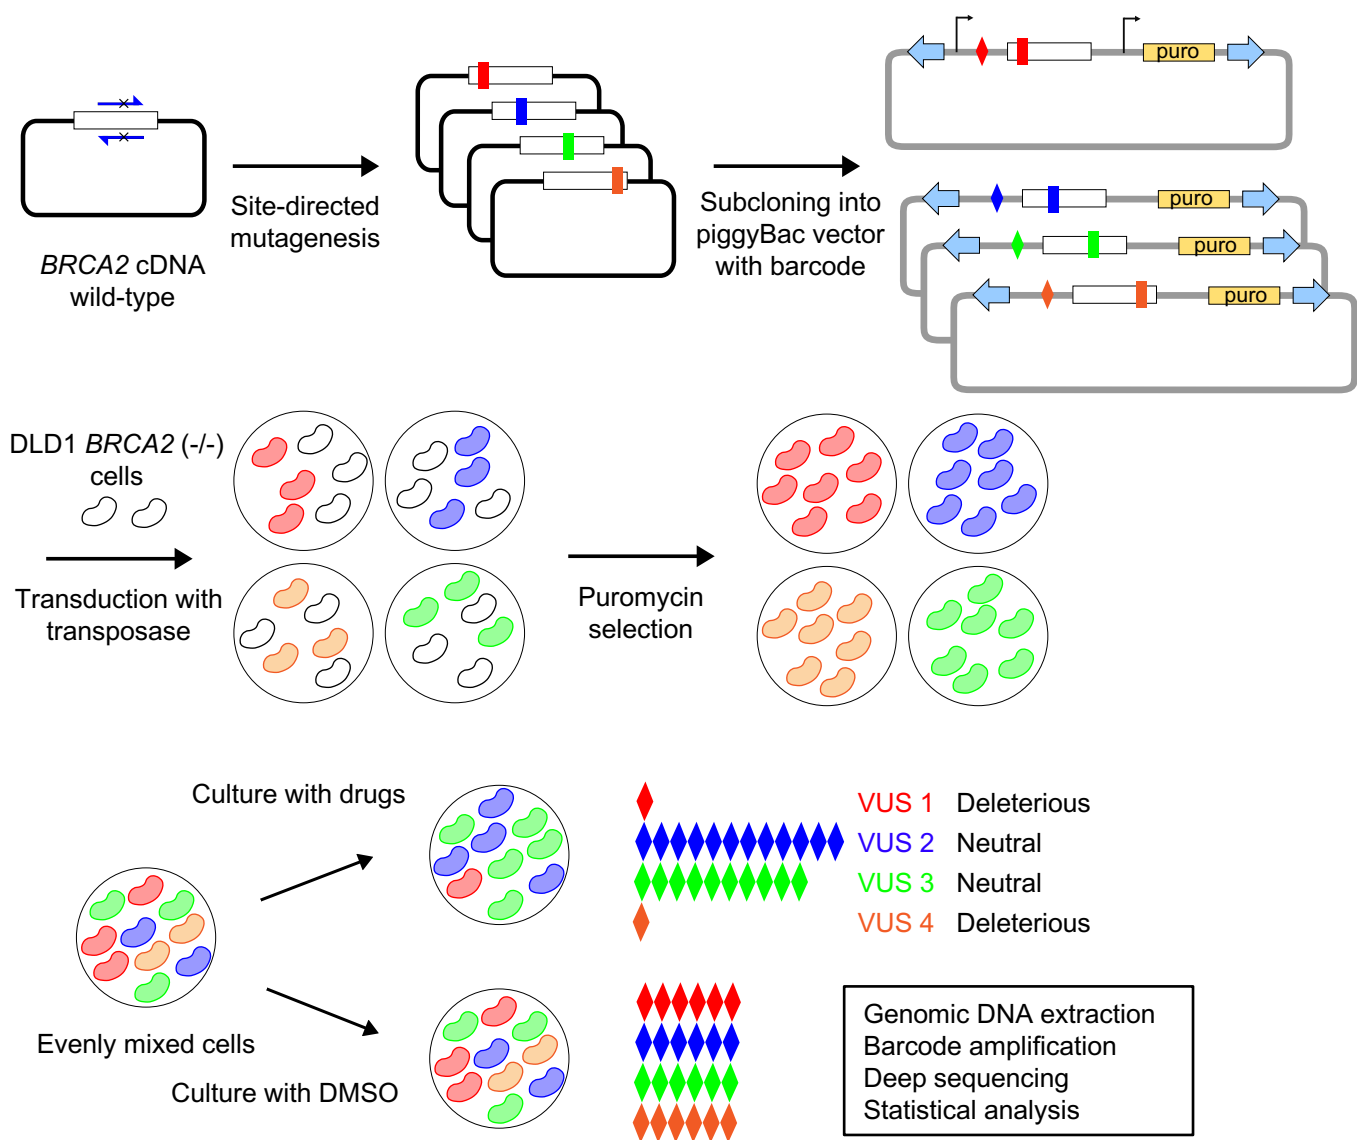 puro
BRCA2 cDNA
wild-type
Site-directed
mutagenesis
Subcloning into
piggyBac vector
with barcode
puro
puro
puro
DLD1 BRCA2 (-/-)
cells
Transduction with
transposase
Puromycin
selection
Culture with drugs
Evenly mixed cells
Culture with DMSO
VUS 1 Deleterious
VUS 2 Neutral
VUS 3 Neutral
VUS 4 Deleterious
Genomic DNA extraction
Barcode amplification
Deep sequencing
Statistical analysis